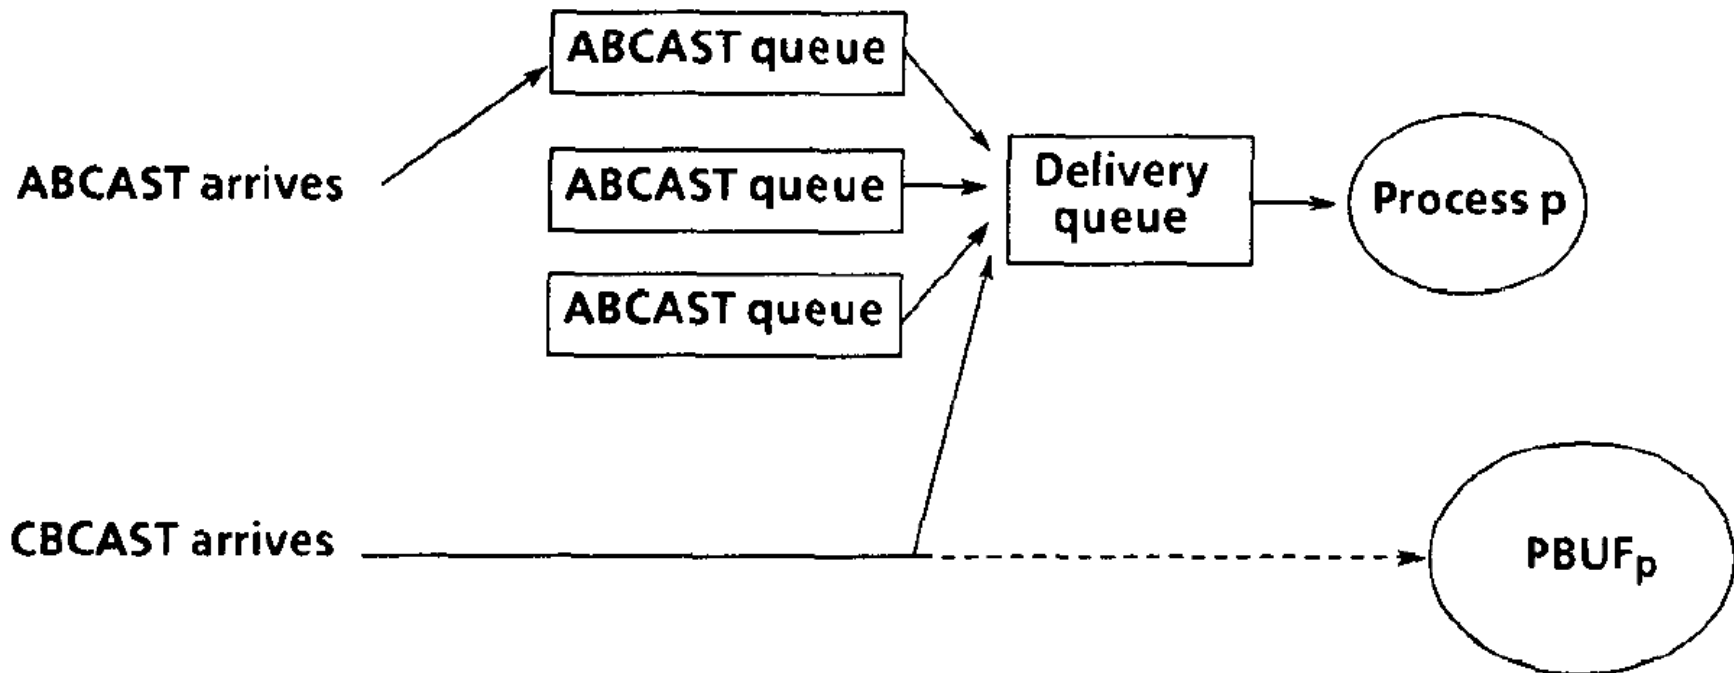 ABCAST queue
ABCAST arrives
ABCAST queue
ABCAST queue
Delivery
queue
Process p
CBCAST arrives
PBUFp